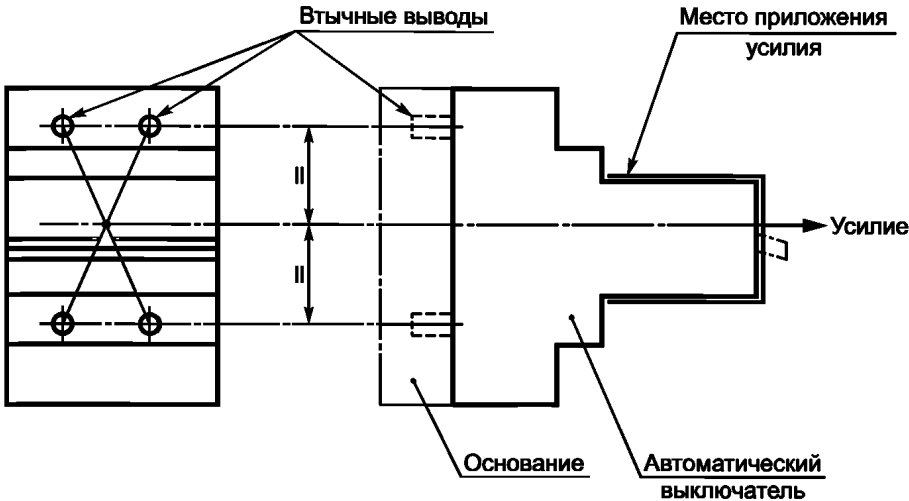 Втычные выводы
Место приложения
усилия
=
Усилие
=
Основание
Автоматический
выключатель